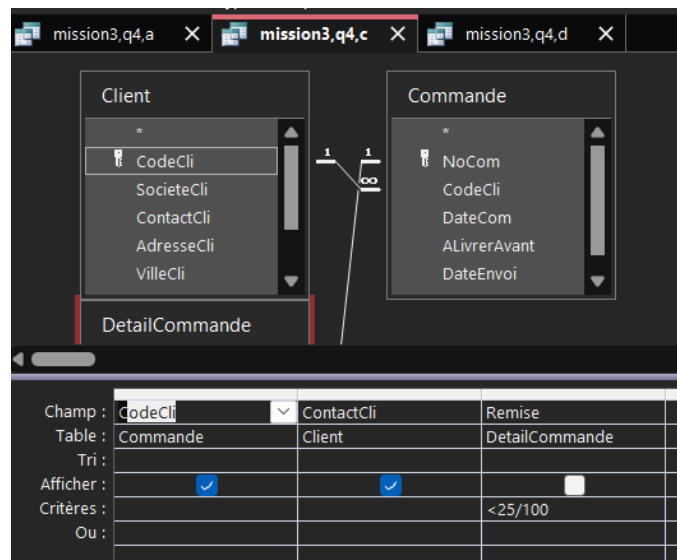 mission3,q4,a
mission3,q4,c
mission3,q4,d
Client
*
CodeCli
SocieteCli
ContactCli
AdresseCli
VilleCli
Commande
*
NoCom
CodeCli
DateCom
ALivrerAvant
DateEnvoi
1 1
∞
DetailCommande
Champ : CodeCli ContactCli Remise
Table : Commande Client DetailCommande
Tri :
Afficher :
Critères : <25/100
Ou :